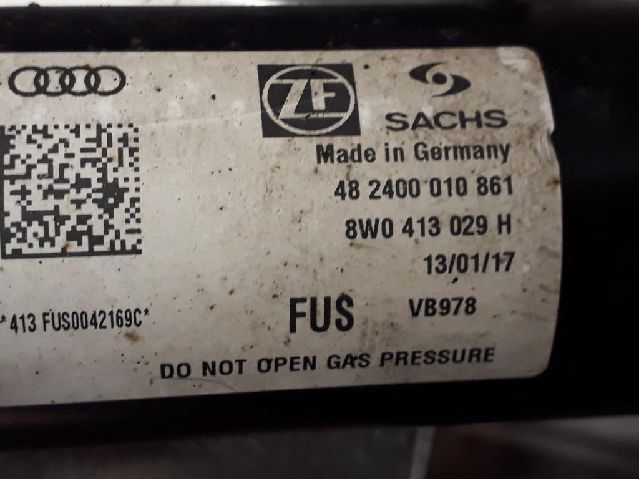 ZF
SACHS
Made in Germany
48 2400 010 861
8W0 413 029 H
13/01/17
*413 FUS0042169C*
FUS VB978
DO NOT OPEN GAS PRESSURE